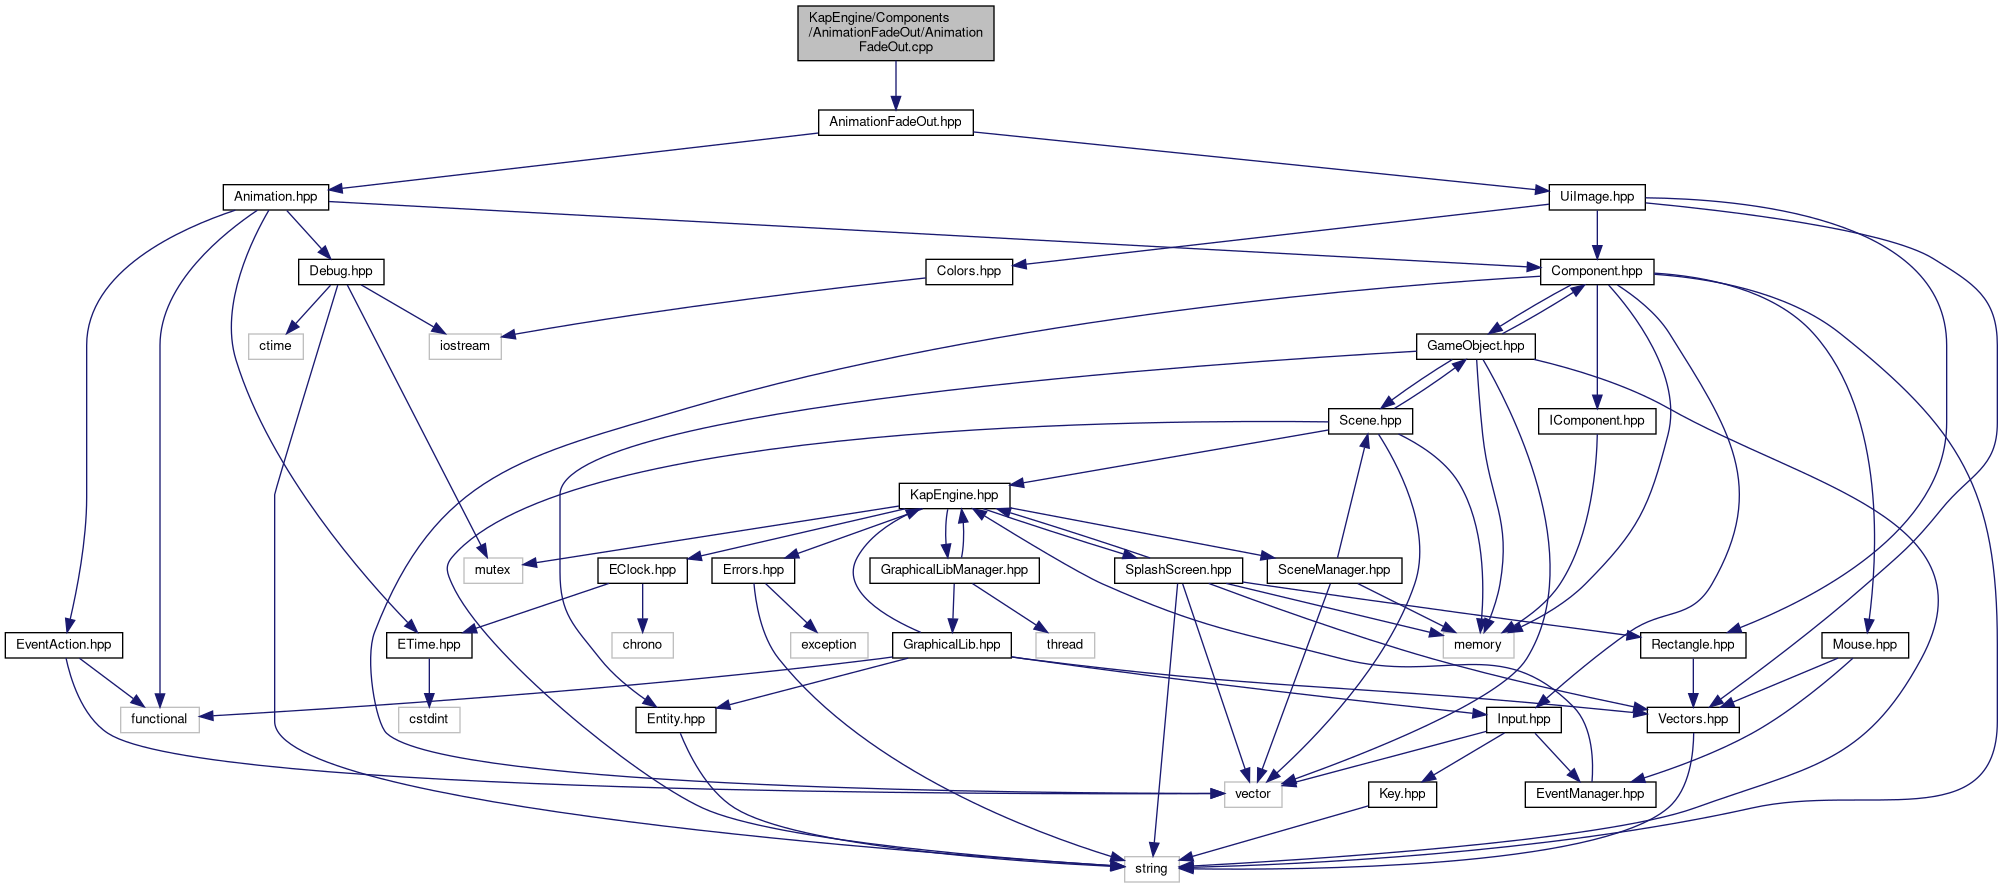 KapEngine/Components
/AnimationFadeOut/Animation
FadeOut.cpp
AnimationFadeOut.hpp
Animation.hpp
UiImage.hpp
Debug.hpp
Colors.hpp
Component.hpp
ctime
iostream
GameObject.hpp
Scene.hpp
IComponent.hpp
KapEngine.hpp
mutex
EClock.hpp
Errors.hpp
GraphicalLibManager.hpp
SplashScreen.hpp
SceneManager.hpp
EventAction.hpp
ETime.hpp
chrono
exception
GraphicalLib.hpp
thread
memory
Rectangle.hpp
Mouse.hpp
functional
cstdint
Entity.hpp
Input.hpp
Vectors.hpp
vector
Key.hpp
EventManager.hpp
string